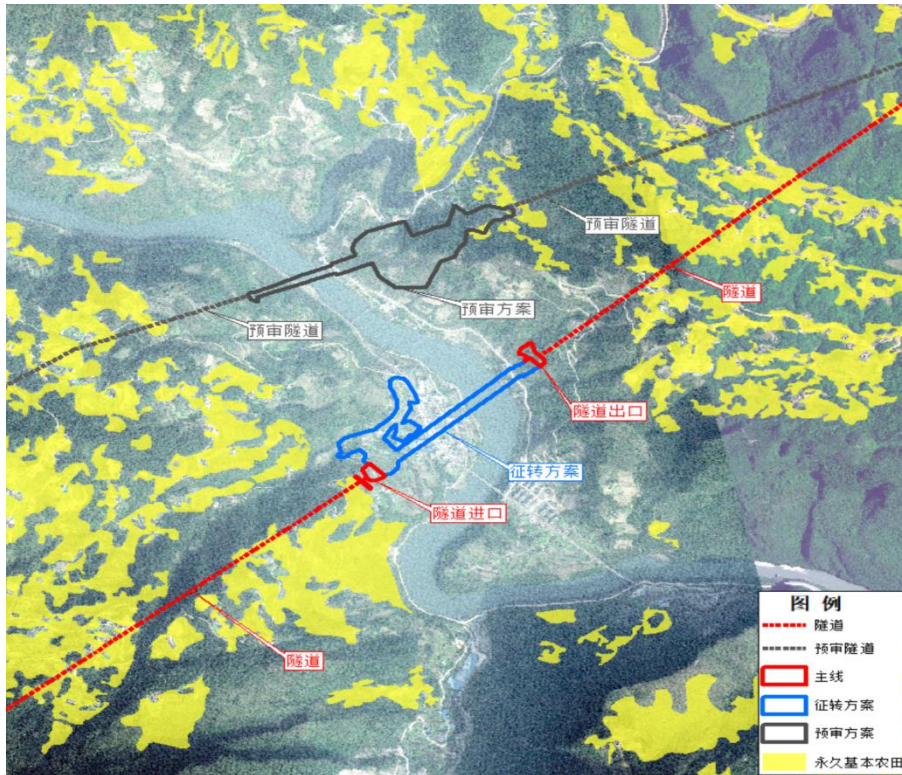 预审隧道
隧道
预审方案
预审隧道
隧道出口
征转方案
隧道进口
隧道
图 例
隧道
预审隧道
主线
征转方案
预审方案
永久基本农田